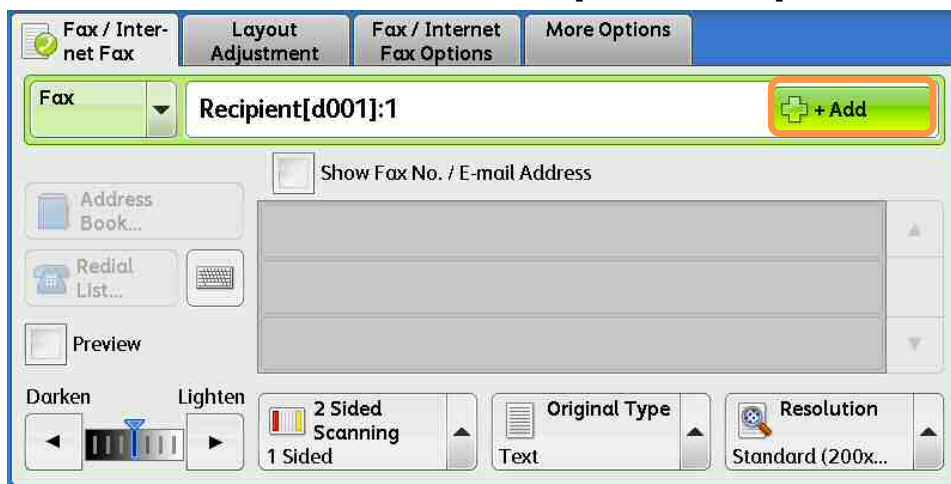 Fax / Inter-
net Fax
Layout
Adjustment
Fax / Internet
Fax Options
More Options
Fax
Recipient[d001]:1
+ Add
Show Fax No. / E-mail Address
Address
Book...
Redial
List...
Preview
Darken
Lighten
2 Sided
Scanning
1 Sided
Original Type
Text
Resolution
Standard (200x...